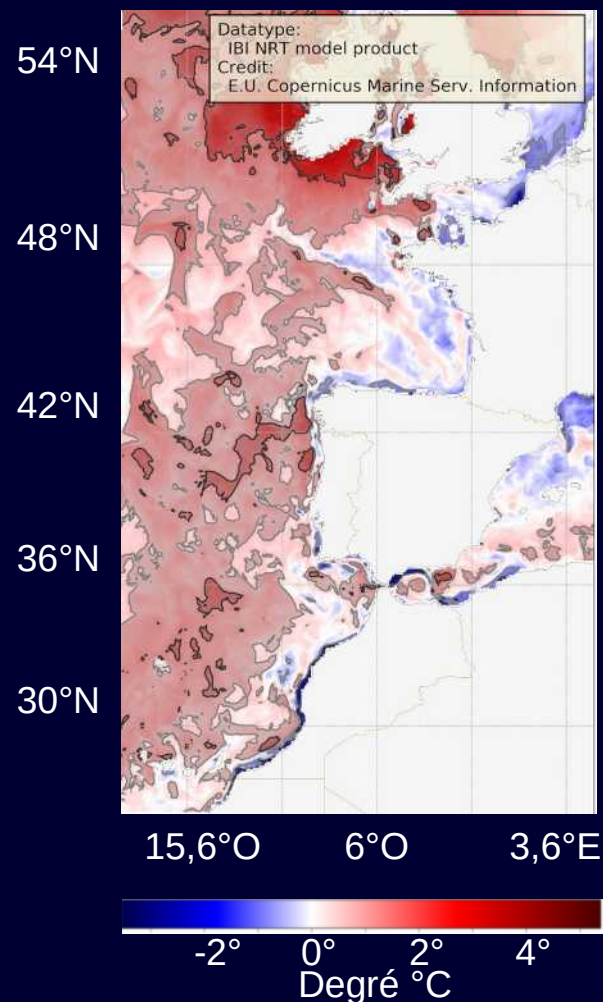 Datatype:
IBI NRT model product
Credit:
E.U. Copernicus Marine Serv. Information
54°N
48°N
42°N
36°N
30°N
15,6°O 6°O 3,6°E
-2° 0° 2° 4°
Degré °C